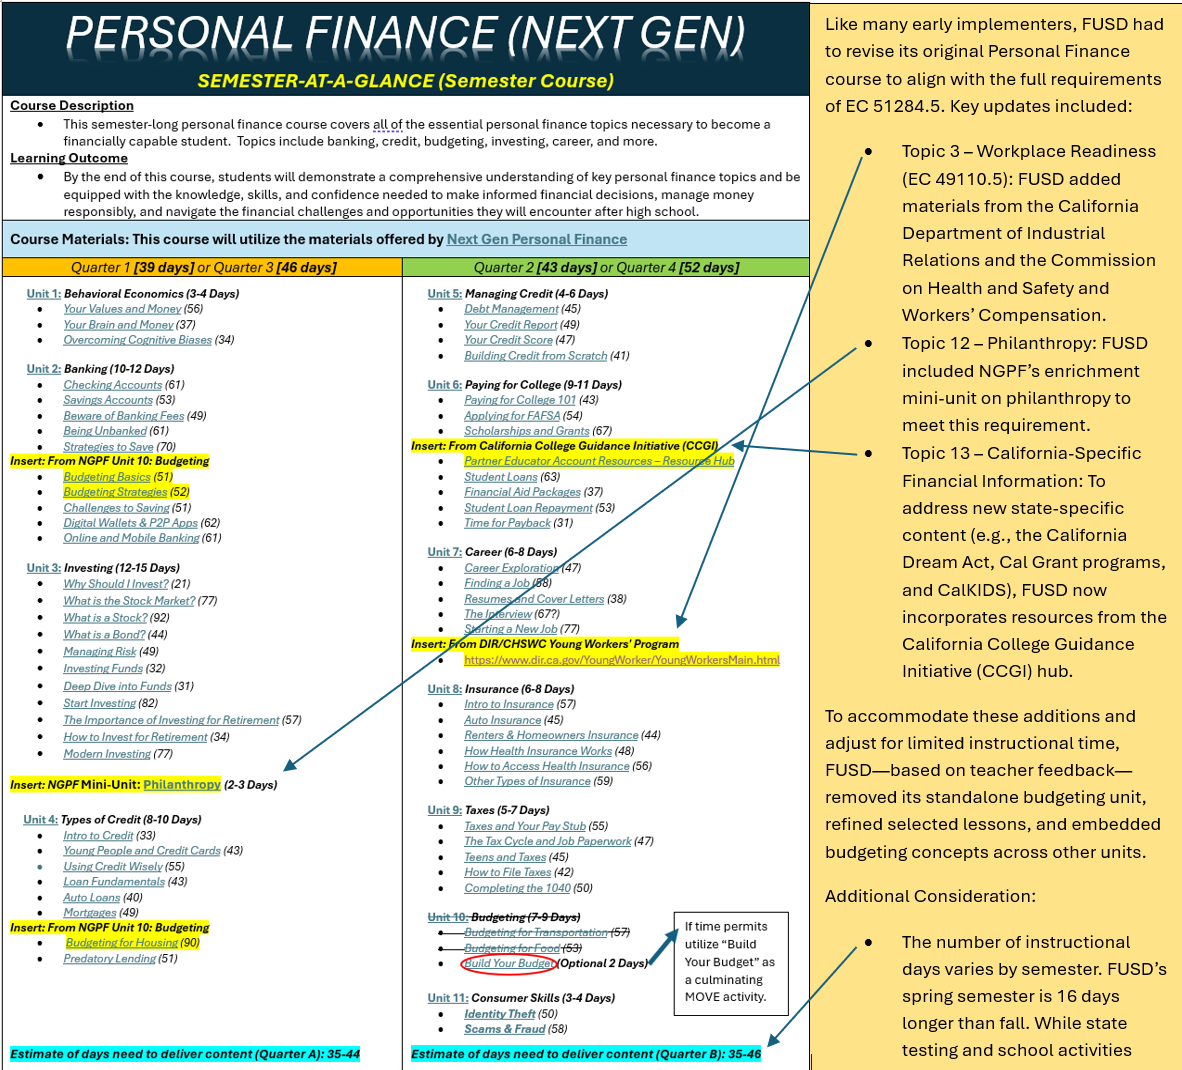 PERSONAL FINANCE (NEXT GEN)
SEMESTER-AT-A-GLANCE (Semester Course)
Course Description
• This semester-long personal finance course covers all of the essential personal finance topics necessary to become a
financially capable student.  Topics include banking, credit, budgeting, investing, career, and more.
Learning Outcome
• By the end of this course, students will demonstrate a comprehensive understanding of key personal finance topics and be
equipped with the knowledge, skills, and confidence needed to make informed financial decisions, manage money
responsibly, and navigate the financial challenges and opportunities they will encounter after high school.
Course Materials: This course will utilize the materials offered by Next Gen Personal Finance
Quarter 1 [39 days] or Quarter 3 [46 days]
Unit 1: Behavioral Economics (3-4 Days)
• Your Values and Money (56)
• Your Brain and Money (37)
• Overcoming Cognitive Biases (34)
Unit 2: Banking (10-12 Days)
• Checking Accounts (61)
• Savings Accounts (53)
• Beware of Banking Fees (49)
• Being Unbanked (61)
• Strategies to Save (70)
Insert: From NGPF Unit 10: Budgeting
• Budgeting Basics (51)
• Budgeting Strategies (52)
• Challenges to Saving (51)
• Digital Wallets & P2P Apps (62)
• Online and Mobile Banking (61)
Unit 3: Investing (12-15 Days)
• Why Should I Invest? (21)
• What is the Stock Market? (77)
• What is a Stock? (92)
• What is a Bond? (44)
• Managing Risk (49)
• Investing Funds (32)
• Deep Dive into Funds (31)
• Start Investing (82)
• The Importance of Investing for Retirement (57)
• How to Invest for Retirement (34)
• Modern Investing (77)
Insert: NGPF Mini-Unit: Philanthropy (2-3 Days)
Unit 4: Types of Credit (8-10 Days)
• Intro to Credit (33)
• Young People and Credit Cards (43)
• Using Credit Wisely (55)
• Loan Fundamentals (43)
• Auto Loans (40)
• Mortgages (49)
Insert: From NGPF Unit 10: Budgeting
• Budgeting for Housing (90)
• Predatory Lending (51)
Estimate of days need to deliver content (Quarter A): 35-44
Quarter 2 [43 days] or Quarter 4 [52 days]
Unit 5: Managing Credit (4-6 Days)
• Debt Management (45)
• Your Credit Report (49)
• Your Credit Score (47)
• Building Credit from Scratch (41)
Unit 6: Paying for College (9-11 Days)
• Paying for College 101 (43)
• Applying for FAFSA (54)
• Scholarships and Grants (67)
Insert: From California College Guidance Initiative (CCGI)
• Partner Educator Account Resources – Resource Hub
• Student Loans (63)
• Financial Aid Packages (37)
• Student Loan Repayment (53)
• Time for Payback (31)
Unit 7: Career (6-8 Days)
• Career Exploration (47)
• Finding a Job (58)
• Resumes and Cover Letters (38)
• The Interview (67?)
• Starting a New Job (77)
Insert: From DIR/CHSWC Young Workers' Program
• https://www.dir.ca.gov/YoungWorker/YoungWorkersMain.html
Unit 8: Insurance (6-8 Days)
• Intro to Insurance (57)
• Auto Insurance (45)
• Renters & Homeowners Insurance (44)
• How Health Insurance Works (48)
• How to Access Health Insurance (56)
• Other Types of Insurance (59)
Unit 9: Taxes (5-7 Days)
• Taxes and Your Pay Stub (55)
• The Tax Cycle and Job Paperwork (47)
• Teens and Taxes (45)
• How to File Taxes (42)
• Completing the 1040 (50)
Unit 10: Budgeting (7-9 Days)
• Budgeting for Transportation (57)
• Budgeting for Food (53)
• Build Your Budget (Optional 2 Days)
If time permits
utilize “Build
Your Budget” as
a culminating
MOVE activity.
Unit 11: Consumer Skills (3-4 Days)
• Identity Theft (50)
• Scams & Fraud (58)
Estimate of days need to deliver content (Quarter B): 35-46
Like many early implementers, FUSD had
to revise its original Personal Finance
course to align with the full requirements
of EC 51284.5. Key updates included:
• Topic 3 – Workplace Readiness
(EC 49110.5): FUSD added
materials from the California
Department of Industrial
Relations and the Commission
on Health and Safety and
Workers’ Compensation.
• Topic 12 – Philanthropy: FUSD
included NGPF’s enrichment
mini-unit on philanthropy to
meet this requirement.
• Topic 13 – California-Specific
Financial Information: To
address new state-specific
content (e.g., the California
Dream Act, Cal Grant programs,
and CalKIDS), FUSD now
incorporates resources from the
California College Guidance
Initiative (CCGI) hub.
To accommodate these additions and
adjust for limited instructional time,
FUSD—based on teacher feedback—
removed its standalone budgeting unit,
refined selected lessons, and embedded
budgeting concepts across other units.
Additional Consideration:
• The number of instructional
days varies by semester. FUSD’s
spring semester is 16 days
longer than fall. While state
testing and school activities